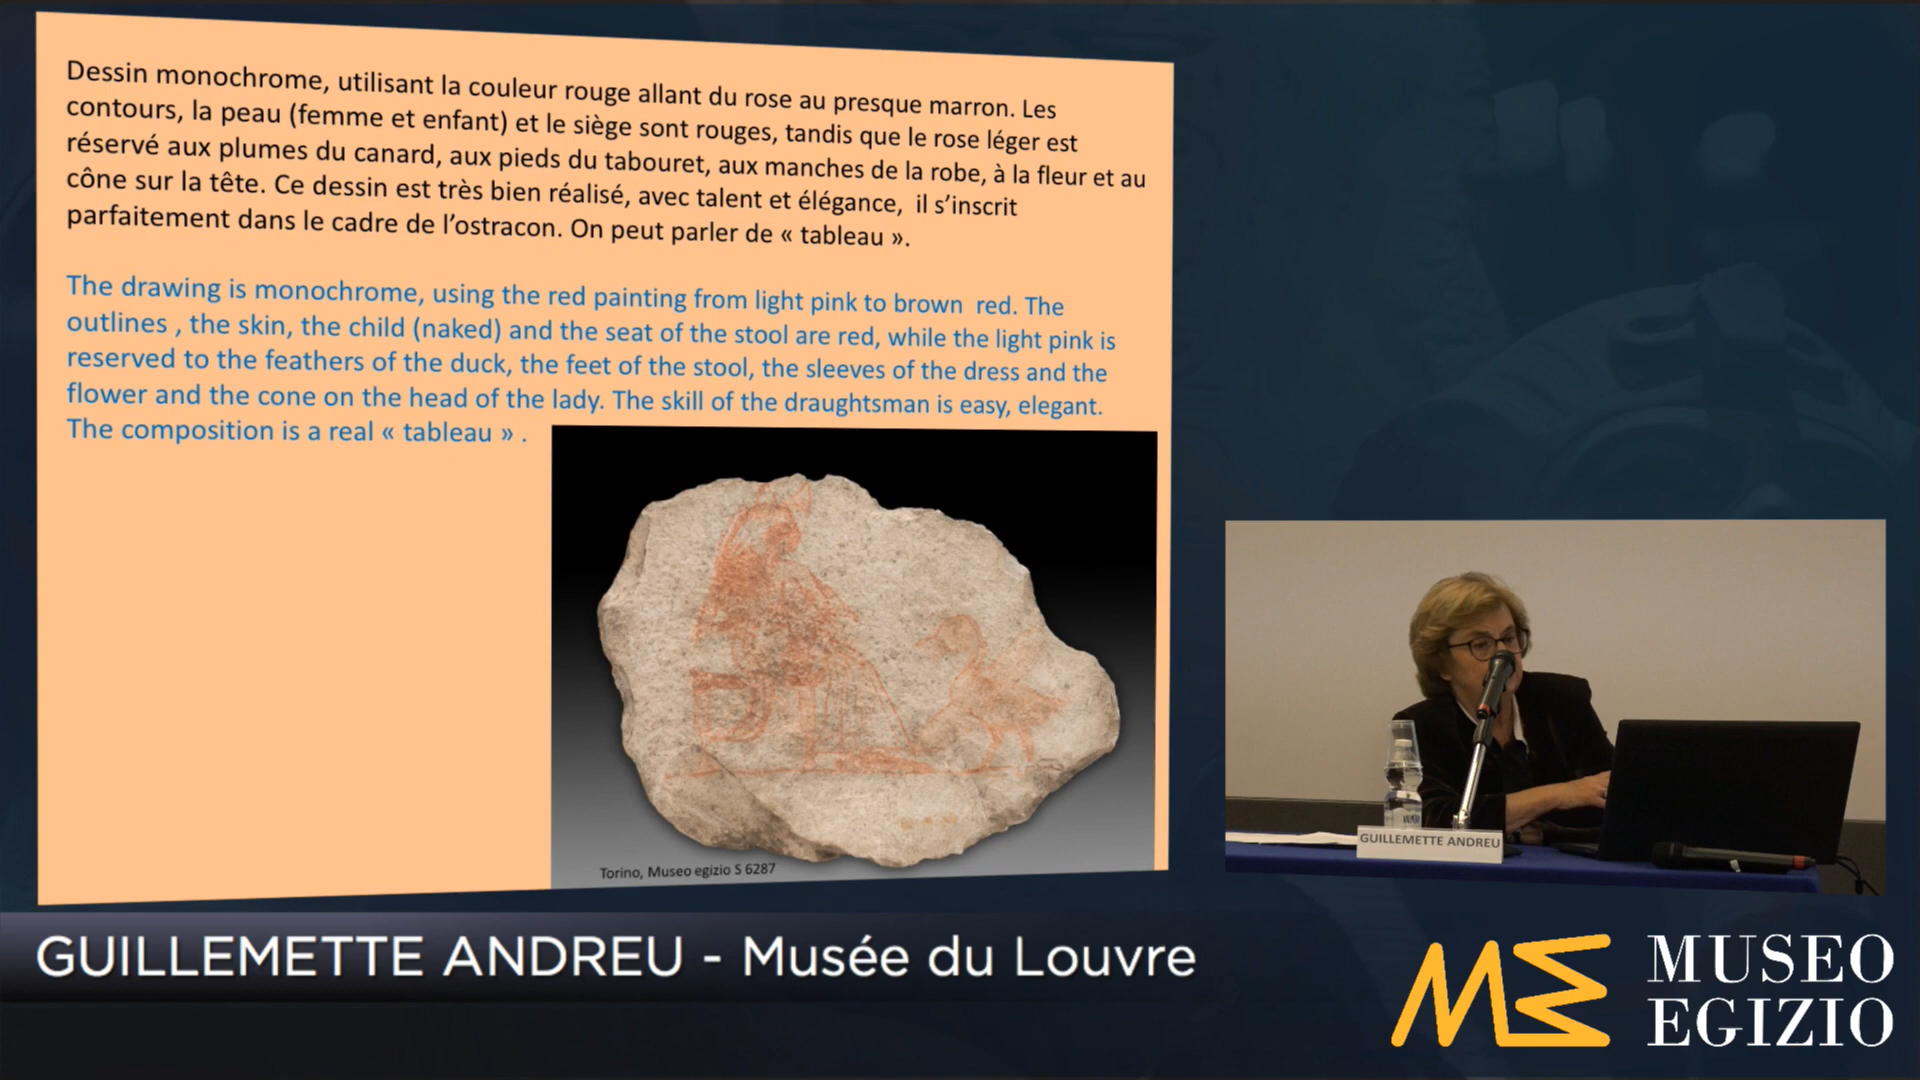 Dessin monochrome, utilisant la couleur rouge allant du rose au presque marron. Les
contours, la peau (femme et enfant) et le siège sont rouges, tandis que le rose léger est
réservé aux plumes du canard, aux pieds du tabouret, aux manches de la robe, à la fleur et au
cône sur la tête. Ce dessin est très bien réalisé, avec talent et élégance, il s’inscrit
parfaitement dans le cadre de l’ostracon. On peut parler de « tableau ».
The drawing is monochrome, using the red painting from light pink to brown red. The
outlines , the skin, the child (naked) and the seat of the stool are red, while the light pink is
reserved to the feathers of the duck, the feet of the stool, the sleeves of the dress and the
flower and the cone on the head of the lady. The skill of the draughtsman is easy, elegant.
The composition is a real « tableau » .
Torino, Museo egizio S 6287
GUILLEMETTE ANDREU
GUILLEMETTE ANDREU - Musée du Louvre
ME
MUSEO
EGIZIO